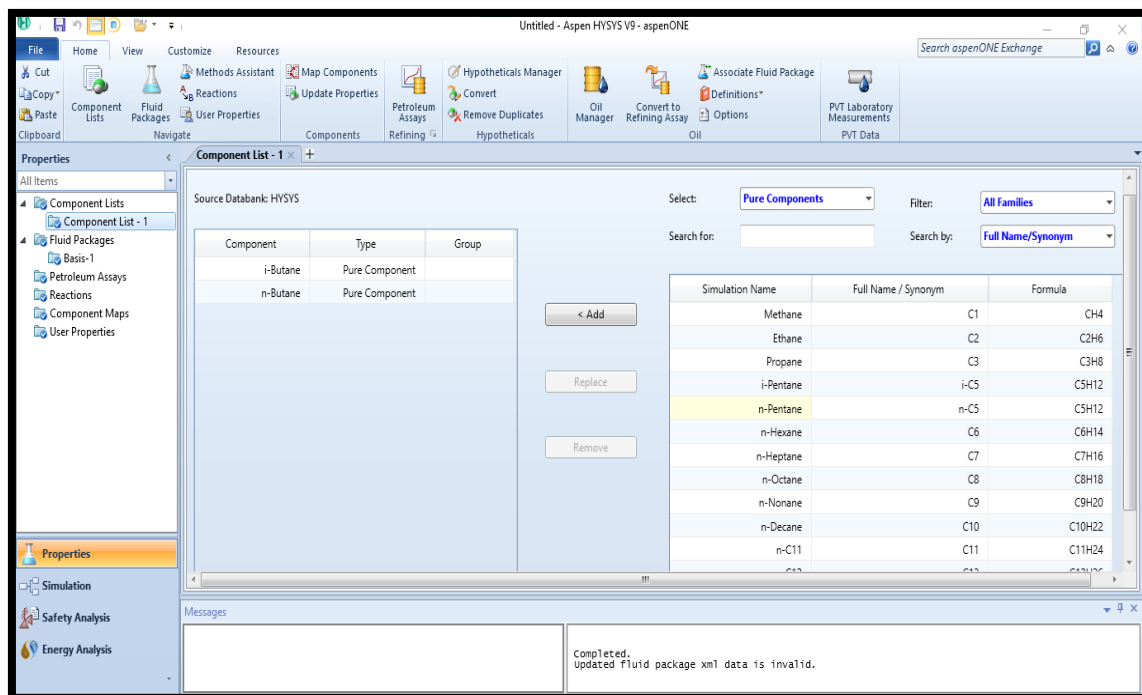 Untitled - Aspen HYSYS V9 - aspenONE
File Home View Customize Resources Search aspenONE Exchange
Cut
Copy
Paste
Clipboard
Component Lists
Fluid Packages
Methods Assistant
Reactions
User Properties
Navigate
Map Components
Update Properties
Components
Petroleum Assays
Refining
Hypotheticals Manager
Convert
Remove Duplicates
Hypotheticals
Oil Manager
Convert to Refining Assay
Associate Fluid Package
Definitions
Options
Oil
PVT Laboratory Measurements
PVT Data
Properties
All Items
Component Lists
Component List - 1
Fluid Packages
Basis-1
Petroleum Assays
Reactions
Component Maps
User Properties
Properties
Simulation
Safety Analysis
Energy Analysis
Component List - 1
Source Databank: HYSYS
Component Type Group
i-Butane Pure Component
n-Butane Pure Component
< Add
Replace
Remove
Select: Pure Components Filter: All Families
Search for: Search by: Full Name/Synonym
Simulation Name Full Name / Synonym Formula
Methane C1 CH4
Ethane C2 C2H6
Propane C3 C3H8
i-Pentane i-C5 C5H12
n-Pentane n-C5 C5H12
n-Hexane C6 C6H14
n-Heptane C7 C7H16
n-Octane C8 C8H18
n-Nonane C9 C9H20
n-Decane C10 C10H22
n-C11 C11 C11H24
Messages
Completed.
Updated fluid package xml data is invalid.